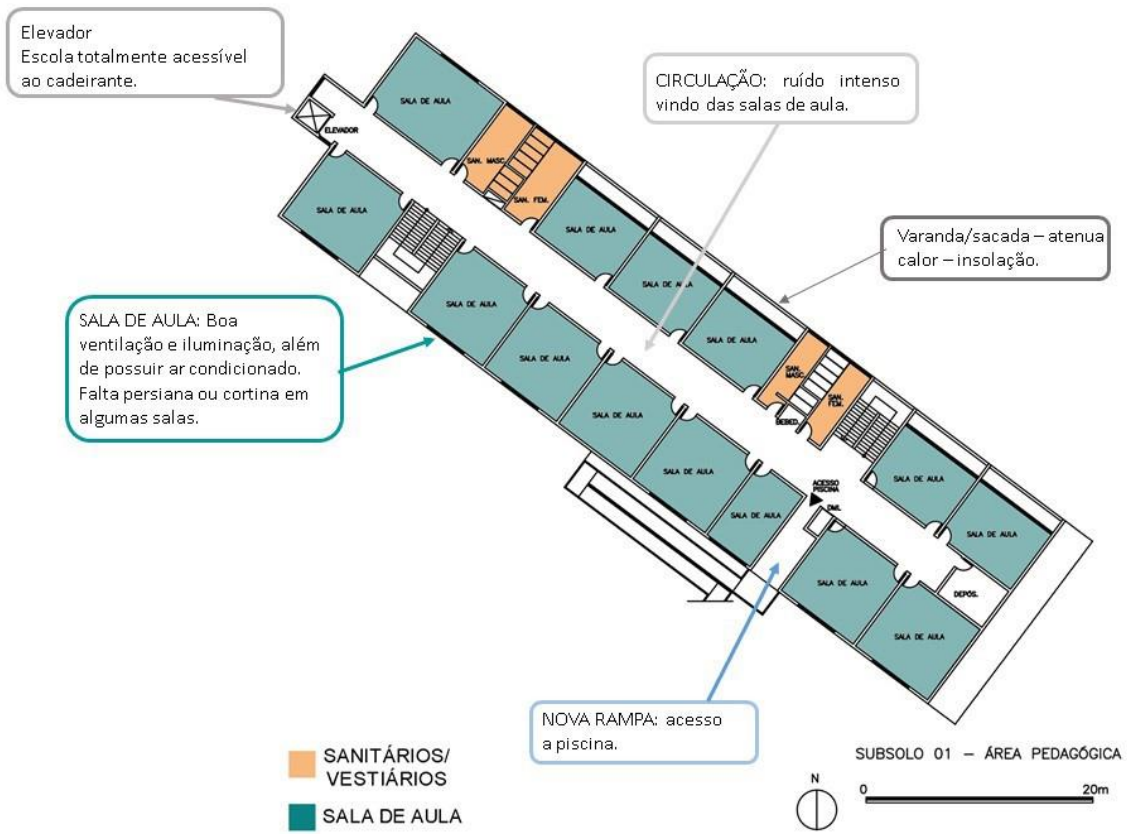 Elevador
Escola totalmente acessível
ao cadeirante.
CIRCULAÇÃO: ruído intenso
vindo das salas de aula.
SALA DE AULA
ELEVADOR
SAN. MASC.
SAN. FEM.
SALA DE AULA
SALA DE AULA
Varanda/sacada – atenua
calor – insolação.
SALA DE AULA
SALA DE AULA
SALA DE AULA: Boa
ventilação e iluminação, além
de possuir ar condicionado.
Falta persiana ou cortina em
algumas salas.
SALA DE AULA
SALA DE AULA
SAN.
MASC.
SAN.
FEM.
SALA DE AULA
BEBED.
SALA DE AULA
SALA DE AULA
ACESSO
PISCINA
DML
SALA DE AULA
SALA DE AULA
SALA DE AULA
DEPÓS.
SALA DE AULA
NOVA RAMPA: acesso
a piscina.
SANITÁRIOS/
VESTIÁRIOS
SALA DE AULA
SUBSOLO 01 – ÁREA PEDAGÓGICA
N
0
20m